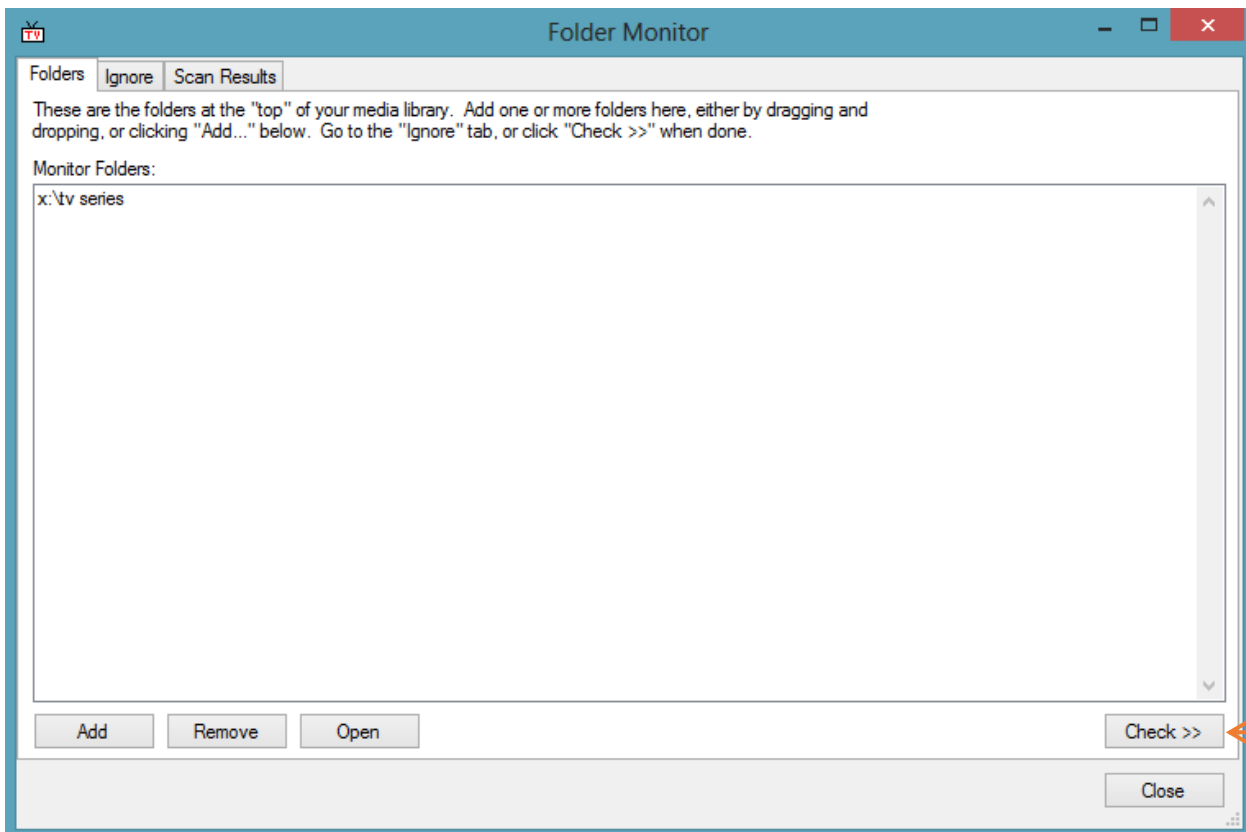 TV
Folder Monitor
Folders Ignore Scan Results
These are the folders at the "top" of your media library.  Add one or more folders here, either by dragging and
dropping, or clicking "Add..." below.  Go to the "Ignore" tab, or click "Check >>" when done.
Monitor Folders:
x:\tv series
Add Remove Open Check >>
Close